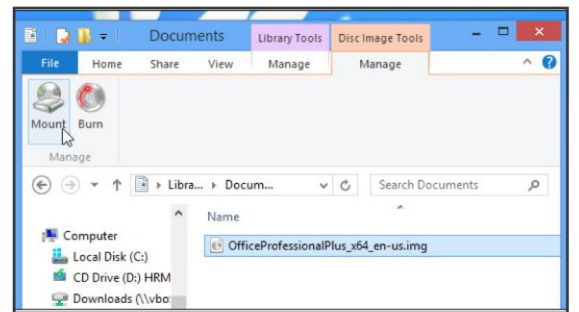 Documents Library Tools Disc Image Tools
File Home Share View Manage Manage
Mount Burn
Manage
Libra... Docum... Search Documents
Name
Computer
OfficeProfessionalPlus_x64_en-us.img
Local Disk (C:)
CD Drive (D:) HRM
Downloads (\\vbo